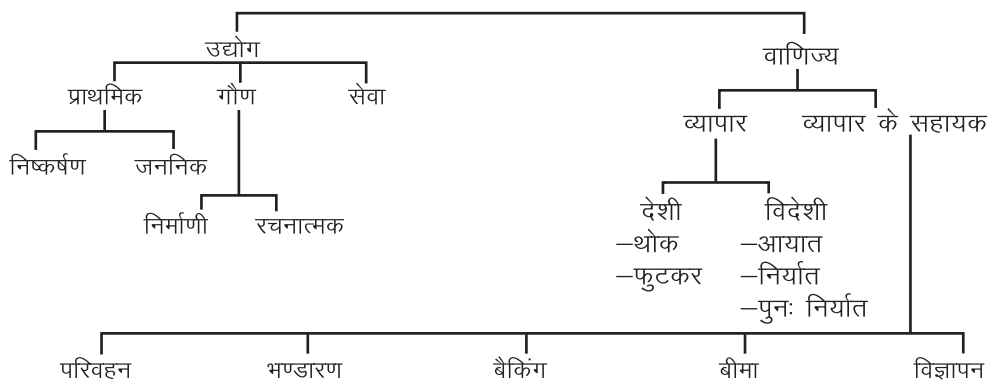 उद्योग
वाणिज्य
प्राथमिक गौण सेवा
व्यापार व्यापार के सहायक
निष्कर्षण जननिक
निर्माणी रचनात्मक
देशी विदेशी
–थोक –आयात
–फुटकर –निर्यात
–पुनः निर्यात
परिवहन भण्डारण बैकिंग बीमा विज्ञापन